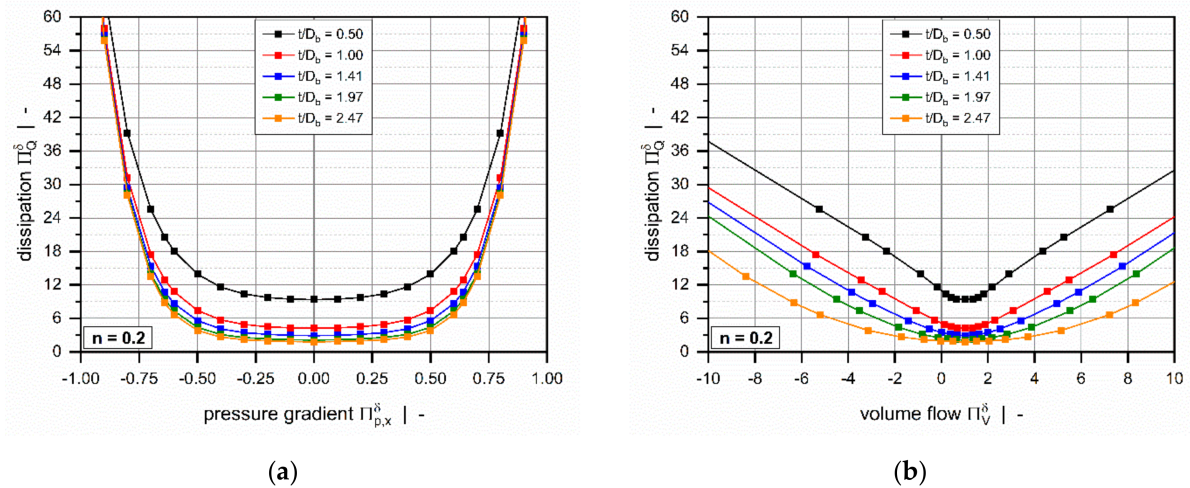 60
54
48
42
36
30
24
18
12
6
0
dissipation Π_Q^δ | -
t/D_b = 0.50
t/D_b = 1.00
t/D_b = 1.41
t/D_b = 1.97
t/D_b = 2.47
n = 0.2
-1.00 -0.75 -0.50 -0.25 0.00 0.25 0.50 0.75 1.00
pressure gradient Π_p,x^δ | -
(a)
60
54
48
42
36
30
24
18
12
6
0
dissipation Π_Q^δ | -
t/D_b = 0.50
t/D_b = 1.00
t/D_b = 1.41
t/D_b = 1.97
t/D_b = 2.47
n = 0.2
-10 -8 -6 -4 -2 0 2 4 6 8 10
volume flow Π_V^δ | -
(b)